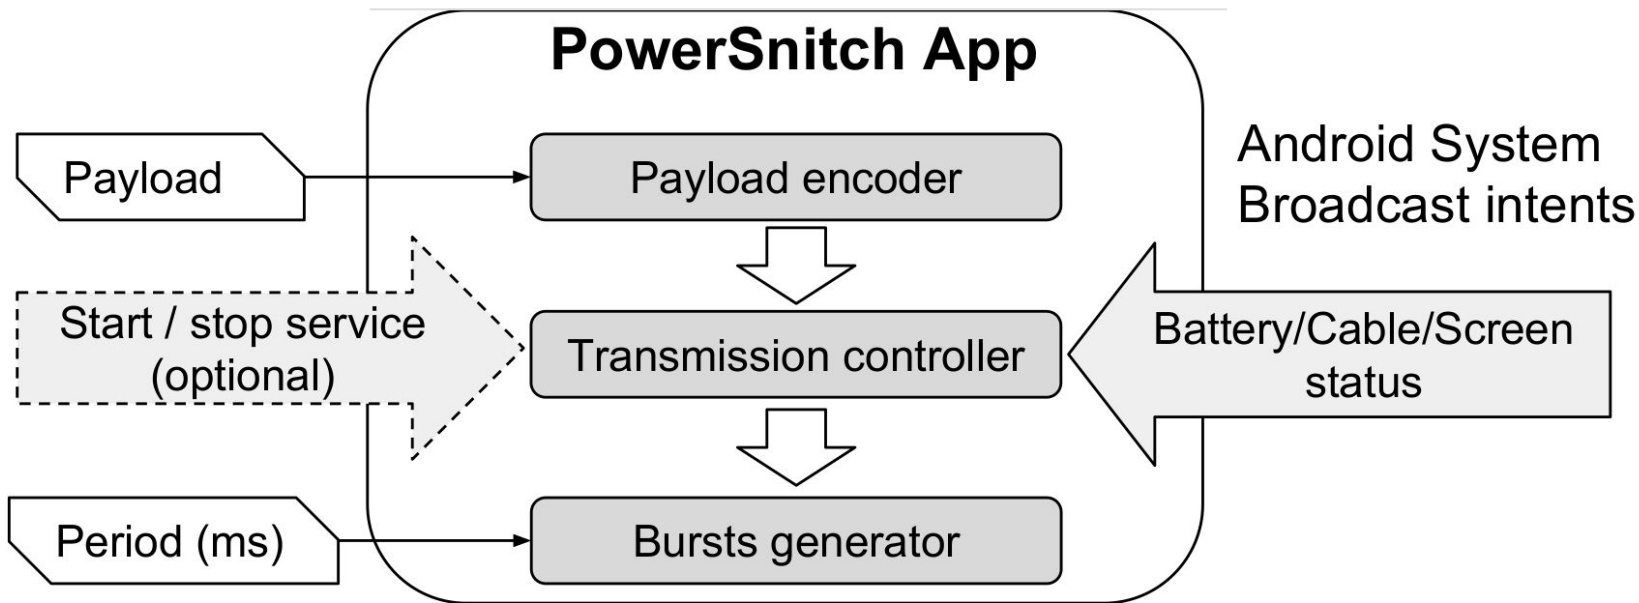 PowerSnitch App
Payload
Payload encoder
Android System
Broadcast intents
Start / stop service
(optional)
Transmission controller
Battery/Cable/Screen
status
Period (ms)
Bursts generator